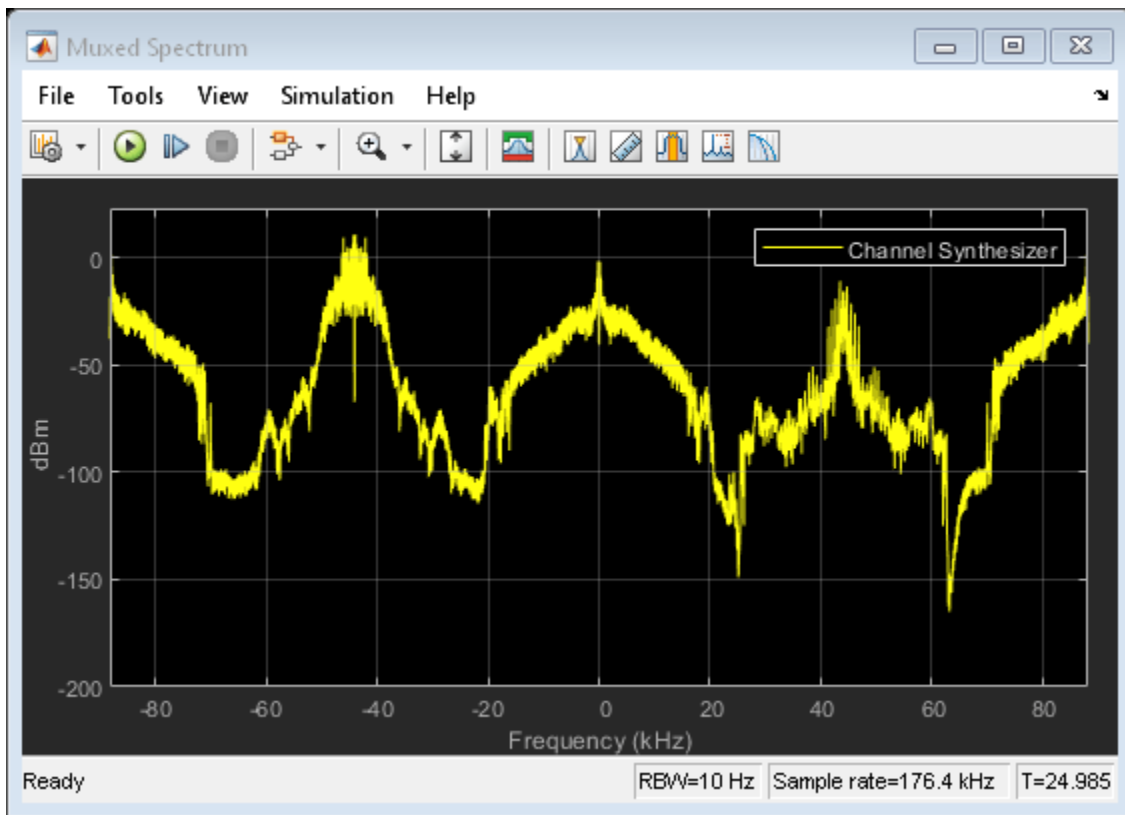 Muxed Spectrum
File Tools View Simulation Help
Channel Synthesizer
0
-50
-100
-150
-200
dBm
-80 -60 -40 -20 0 20 40 60 80
Frequency (kHz)
Ready RBW=10 Hz Sample rate=176.4 kHz T=24.985